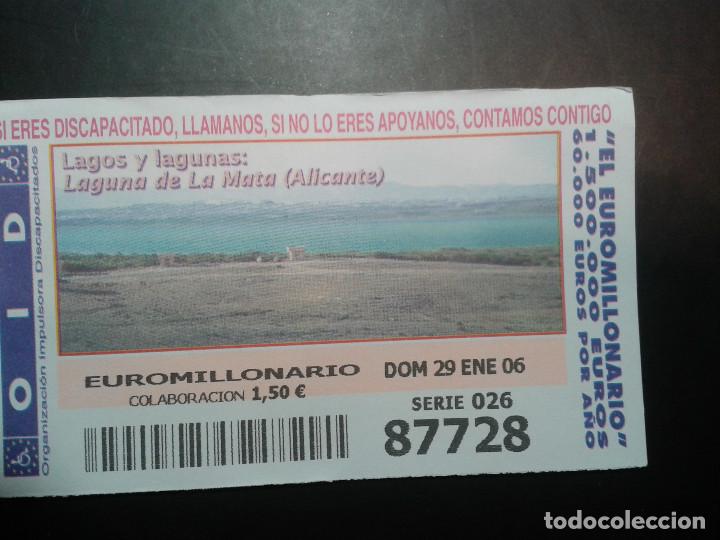 SI ERES DISCAPACITADO, LLAMANOS, SI NO LO ERES APOYANOS, CONTAMOS CONTIGO
OID
Organización Impulsora Discapacitados
Lagos y lagunas:
Laguna de La Mata (Alicante)
EUROMILLONARIO
DOM 29 ENE 06
COLABORACION 1,50 €
SERIE 026
87728
"EL EUROMILLONARIO"
1.500.000 EUROS
60.000 EUROS POR AÑO
todocoleccion.net